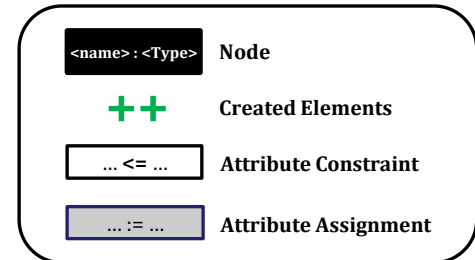 <name> : <Type> Node
++ Created Elements
... <= ... Attribute Constraint
... := ... Attribute Assignment